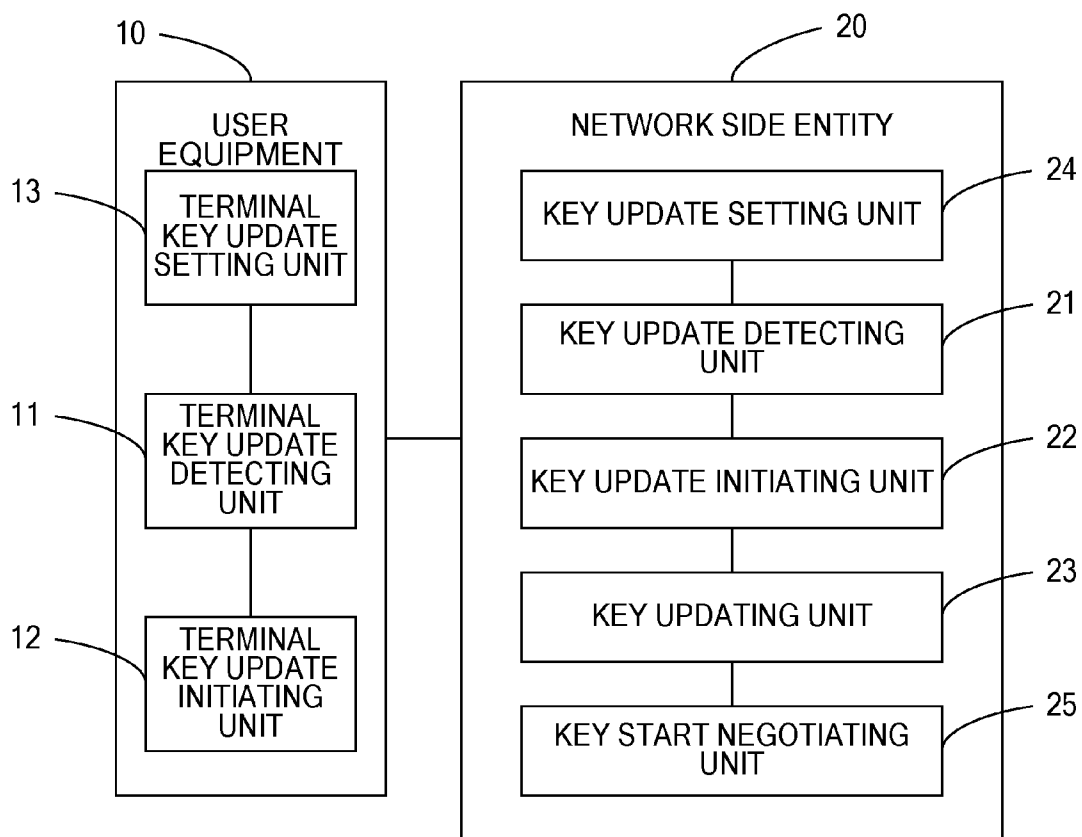 10
20
USER
EQUIPMENT
13
TERMINAL
KEY UPDATE
SETTING UNIT
11
TERMINAL
KEY UPDATE
DETECTING
UNIT
12
TERMINAL
KEY UPDATE
INITIATING
UNIT
NETWORK SIDE ENTITY
24
KEY UPDATE SETTING UNIT
21
KEY UPDATE DETECTING
UNIT
22
KEY UPDATE INITIATING UNIT
23
KEY UPDATING UNIT
25
KEY START NEGOTIATING
UNIT